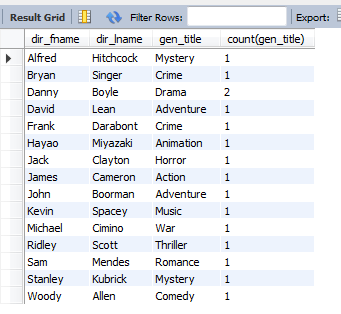 Result Grid Filter Rows: Export:
dir_fname dir_lname gen_title count(gen_title)
Alfred Hitchcock Mystery 1
Bryan Singer Crime 1
Danny Boyle Drama 2
David Lean Adventure 1
Frank Darabont Crime 1
Hayao Miyazaki Animation 1
Jack Clayton Horror 1
James Cameron Action 1
John Boorman Adventure 1
Kevin Spacey Music 1
Michael Cimino War 1
Ridley Scott Thriller 1
Sam Mendes Romance 1
Stanley Kubrick Mystery 1
Woody Allen Comedy 1